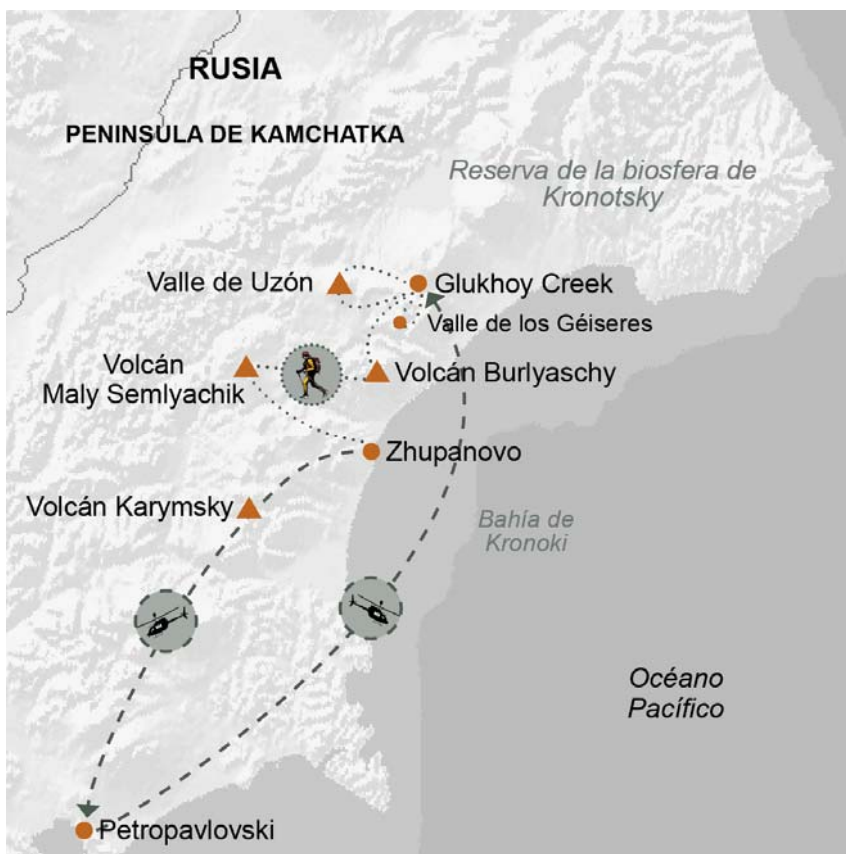 RUSIA
PENINSULA DE KAMCHATKA
Reserva de la biosfera de
Kronotsky
Valle de Uzón
Glukhoy Creek
Valle de los Géiseres
Volcán
Maly Semlyachik
Volcán Burlyaschy
Zhupanovo
Volcán Karymsky
Bahía de
Kronoki
Océano
Pacífico
Petropavlovski